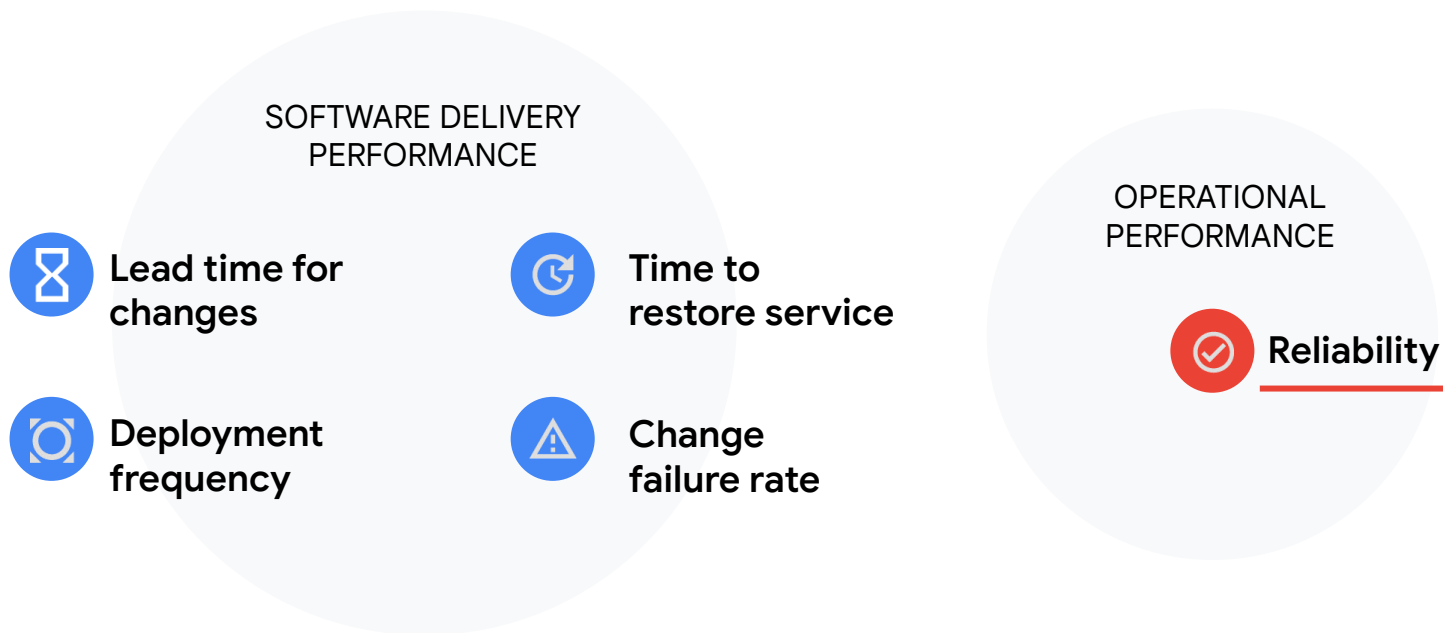 SOFTWARE DELIVERY
PERFORMANCE
Lead time for
changes
Time to
restore service
Deployment
frequency
Change
failure rate
OPERATIONAL
PERFORMANCE
Reliability